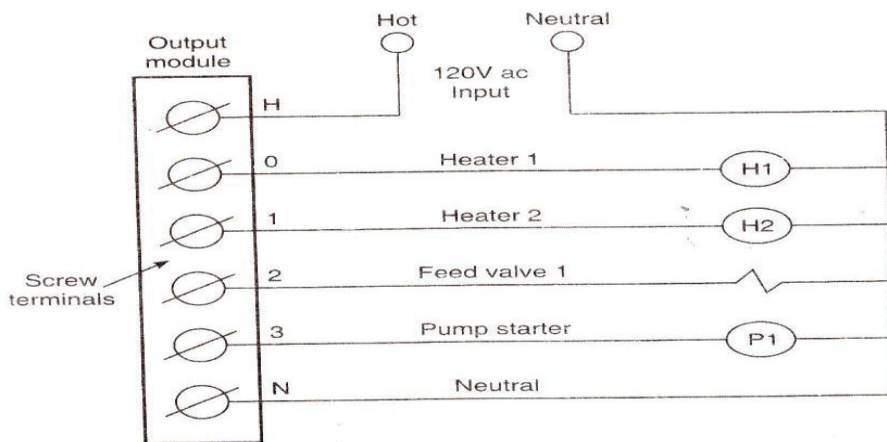 Hot
Neutral
Output
module
120V ac
Input
H
0
Heater 1
H1
1
Heater 2
H2
Screw
terminals
2
Feed valve 1
3
Pump starter
P1
N
Neutral